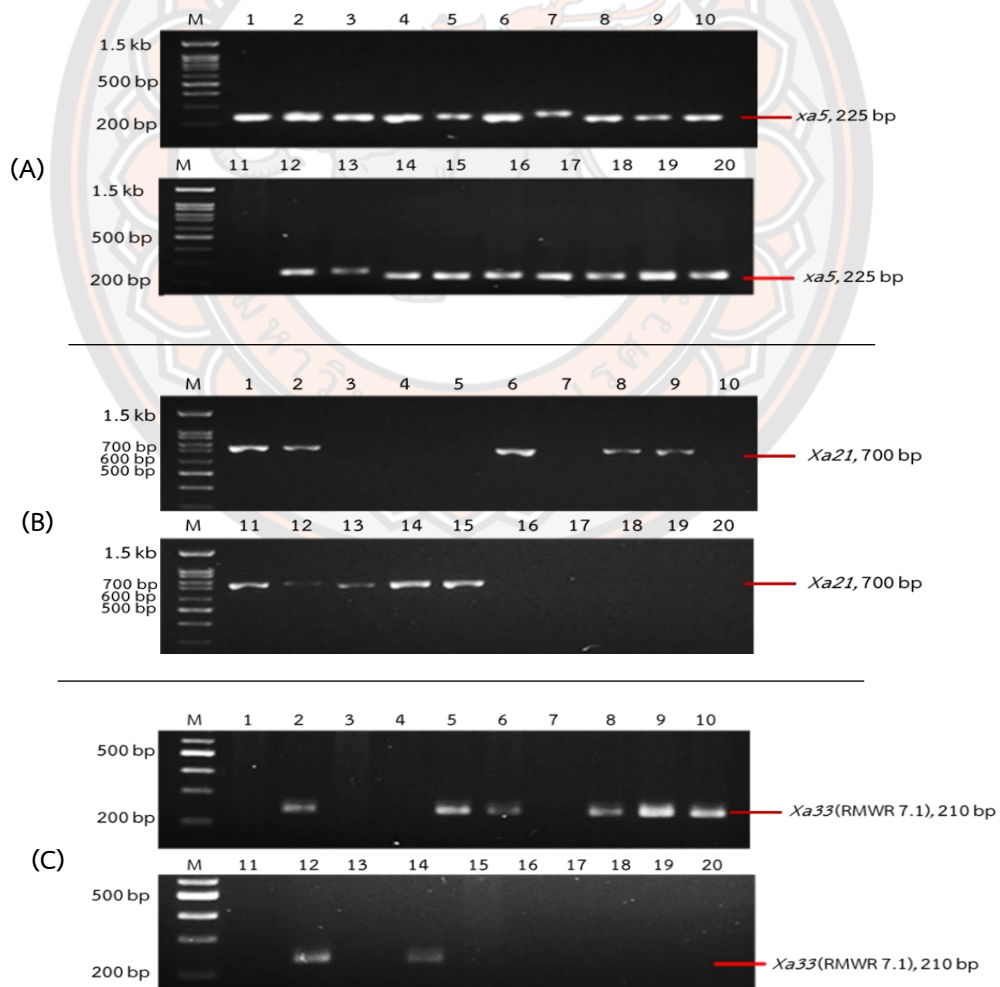 M 1 2 3 4 5 6 7 8 9 10
1.5 kb
500 bp
200 bp
xa5, 225 bp
(A)
M 11 12 13 14 15 16 17 18 19 20
1.5 kb
500 bp
200 bp
xa5, 225 bp
M 1 2 3 4 5 6 7 8 9 10
1.5 kb
700 bp
600 bp
500 bp
Xa21, 700 bp
(B)
M 11 12 13 14 15 16 17 18 19 20
1.5 kb
700 bp
600 bp
500 bp
Xa21, 700 bp
M 1 2 3 4 5 6 7 8 9 10
500 bp
200 bp
Xa33(RMWR 7.1), 210 bp
(C)
M 11 12 13 14 15 16 17 18 19 20
500 bp
200 bp
Xa33(RMWR 7.1), 210 bp